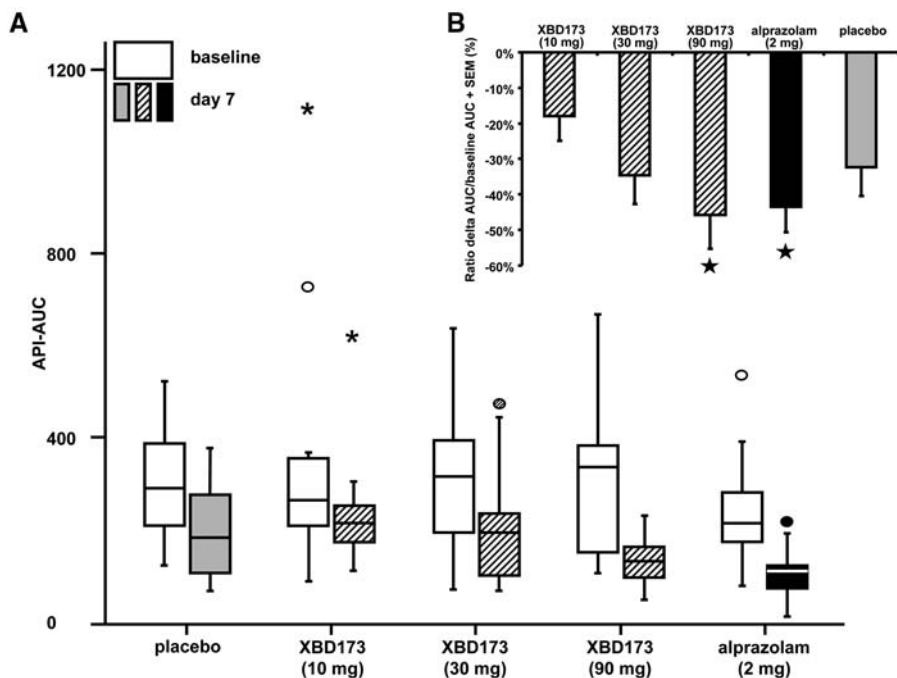 A
baseline
day 7
1200
800
400
0
API-AUC
placebo
XBD173
(10 mg)
XBD173
(30 mg)
XBD173
(90 mg)
alprazolam
(2 mg)
B
XBD173
(10 mg)
XBD173
(30 mg)
XBD173
(90 mg)
alprazolam
(2 mg)
placebo
0%
-10%
-20%
-30%
-40%
-50%
-60%
Ratio delta AUC/baseline AUC + SEM (%)